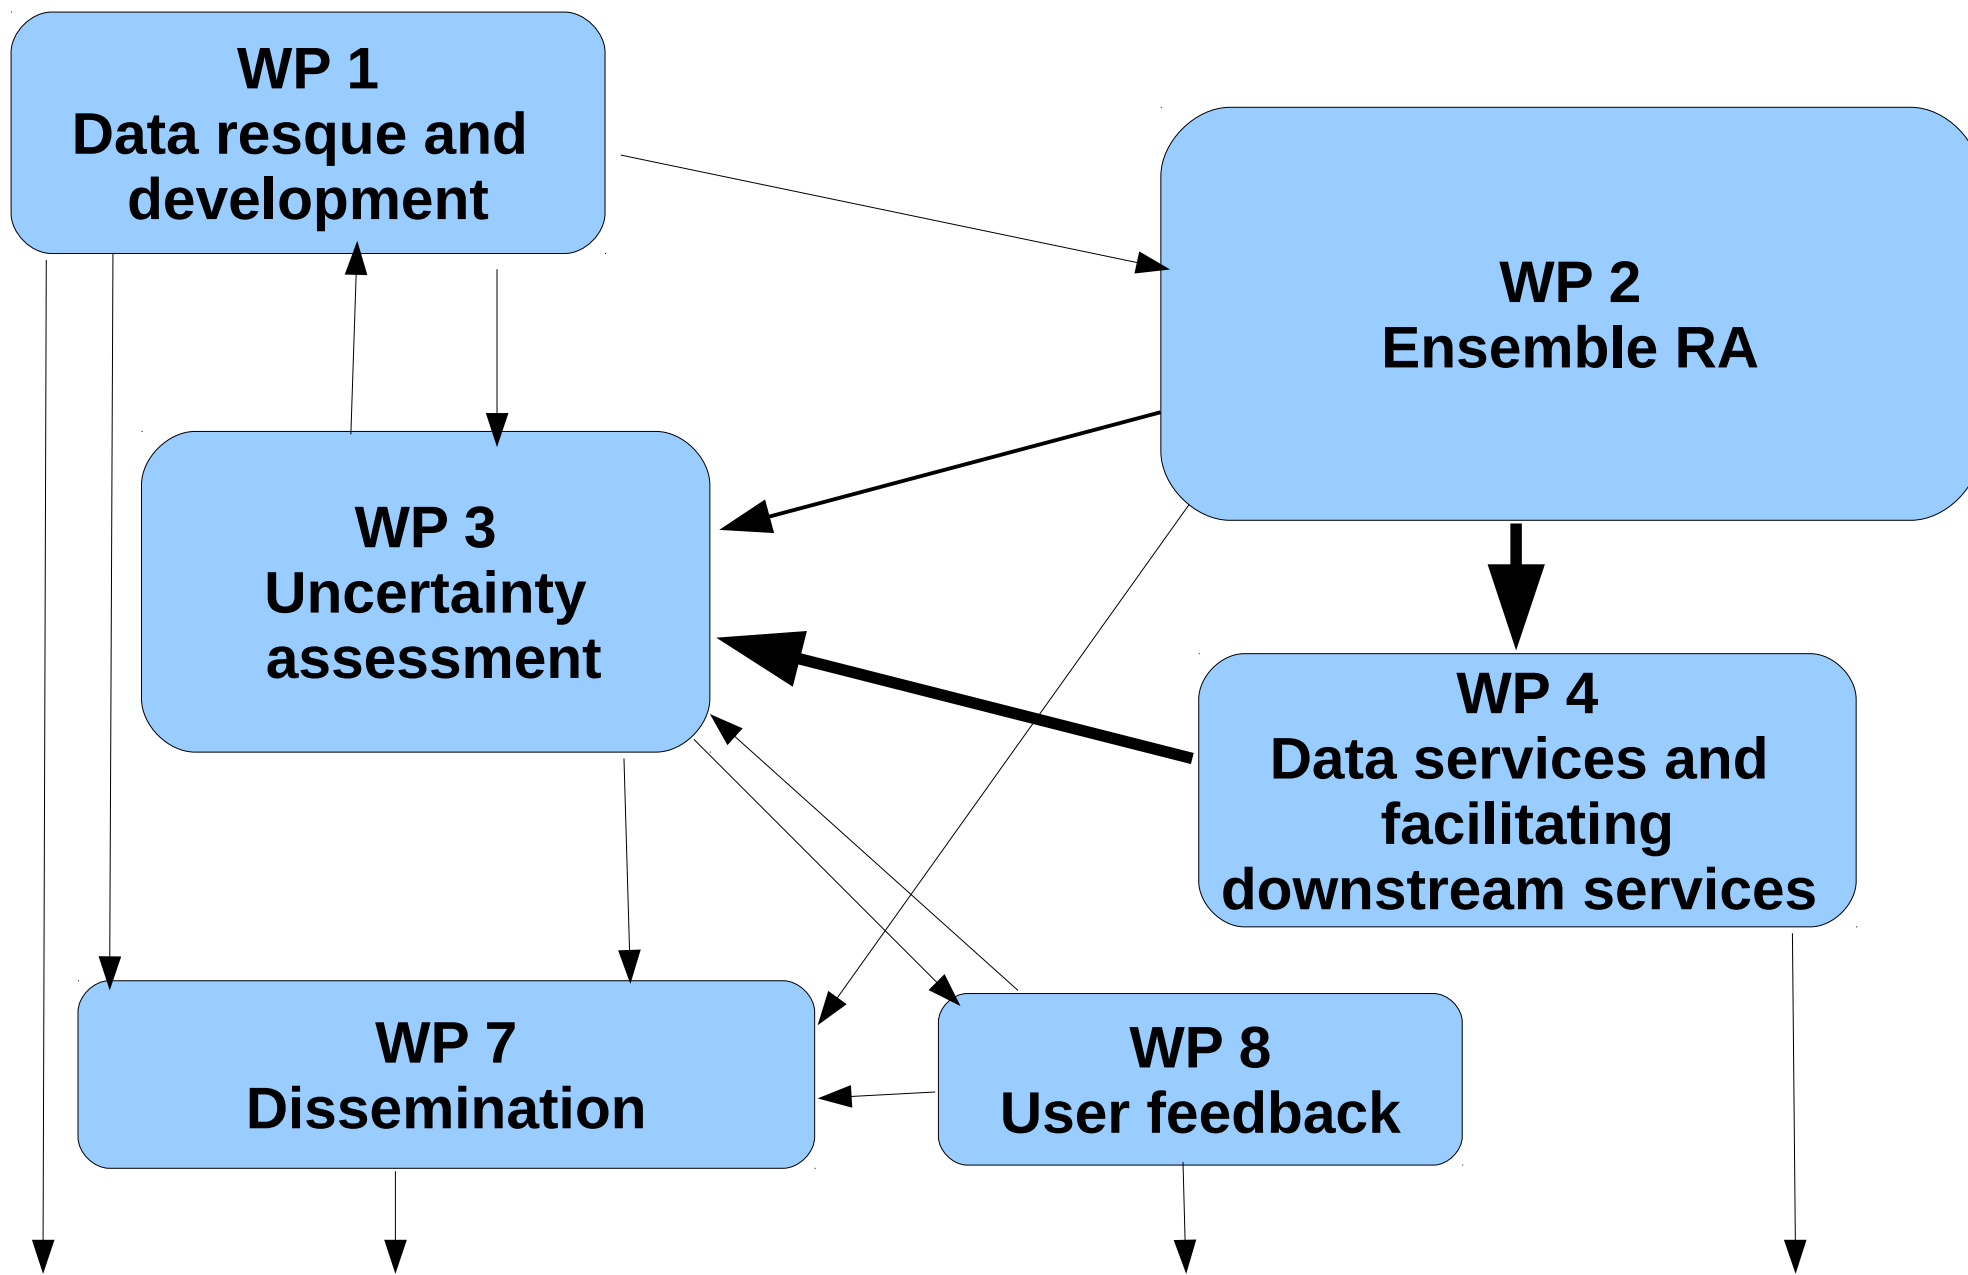 WP 1
Data resque and
development
WP 2
Ensemble RA
WP 3
Uncertainty
assessment
WP 4
Data services and
facilitating
downstream services
WP 7
Dissemination
WP 8
User feedback